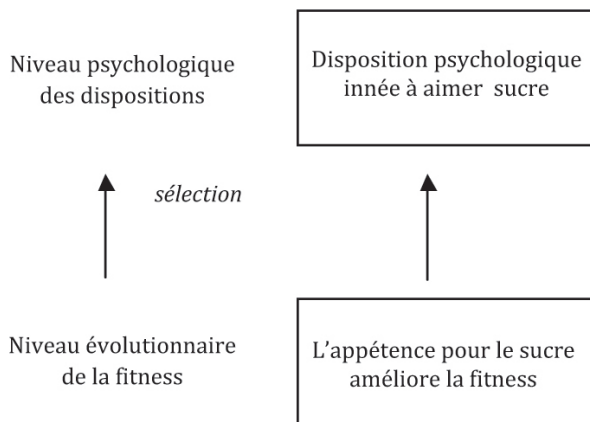 Niveau psychologique
des dispositions
Disposition psychologique
innée à aimer sucre
sélection
Niveau évolutionnaire
de la fitness
L’appétence pour le sucre
améliore la fitness